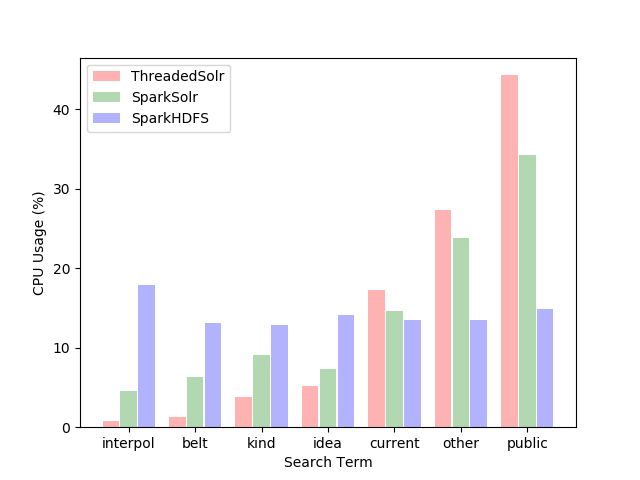 ThreadedSolr
SparkSolr
SparkHDFS
CPU Usage (%)
40
30
20
10
0
interpol belt kind idea current other public
Search Term